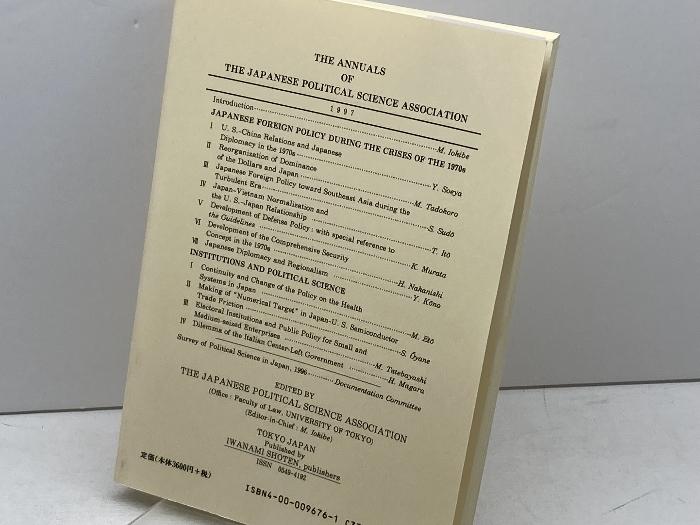 THE ANNUALS
OF
THE JAPANESE POLITICAL SCIENCE ASSOCIATION
1997
Introduction M. Iokibe
JAPANESE FOREIGN POLICY DURING THE CRISES OF THE 1970s
I U. S.-China Relations and Japanese
Diplomacy in the 1970s Y. Soeya
II Reorganization of Dominance
of the Dollars and Japan M. Tadokoro
III Japanese Foreign Policy toward Southeast Asia during the
Turbulent Era S. Sudō
IV Japan-Vietnam Normalization and
the U. S.-Japan Relationship T. Itō
V Development of Defense Policy: with special reference to
the Guidelines K. Murata
VI Development of the Comprehensive Security
Concept in the 1970s H. Nakanishi
VII Japanese Diplomacy and Regionalism Y. Kōno
INSTITUTIONS AND POLITICAL SCIENCE
I Continuity and Change of the Policy on the Health
Systems in Japan M. Etō
II Making of "Numerical Target" in Japan-U. S. Semiconductor
Trade Friction S. Ōyane
III Electoral Institutions and Public Policy for Small and
Medium-seized Enterprises M. Tatebayashi
IV Dilemma of the Italian Center-Left Government H. Magara
Survey of Political Science in Japan, 1996 Documentation Committee
EDITED BY
THE JAPANESE POLITICAL SCIENCE ASSOCIATION
(Office: Faculty of Law, UNIVERSITY OF TOKYO)
(Editor-in-Chief: M. Iokibe)
TOKYO JAPAN
Published by
IWANAMI SHOTEN, publishers
ISSN 0549-4192
定価(本体3600円+税)
ISBN4-00-009676-1